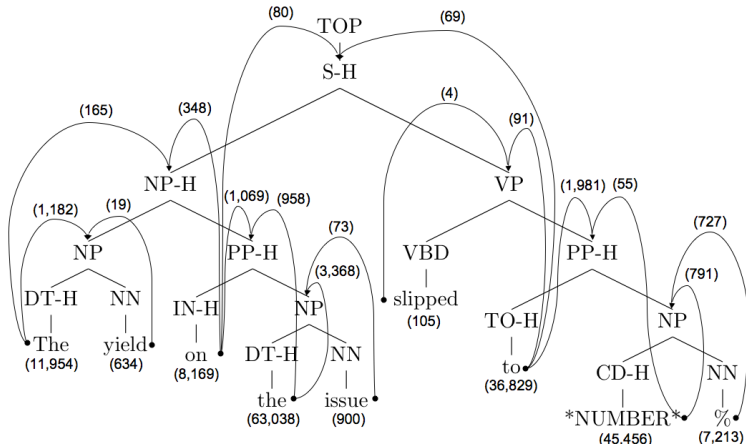 (80) TOP (69)
S-H
(4)
(165) (348) (91)
NP-H VP
(1,182) (19) (1,069) (958) (1,981) (55)
NP PP-H (73) VBD PP-H (727)
(3,368) (791)
DT-H NN IN-H NP slipped TO-H NP
(105)
The yield on DT-H NN to CD-H NN
(11,954) (634) (8,169) (36,829)
the issue *NUMBER* %
(63,038) (900) (45,456) (7,213)